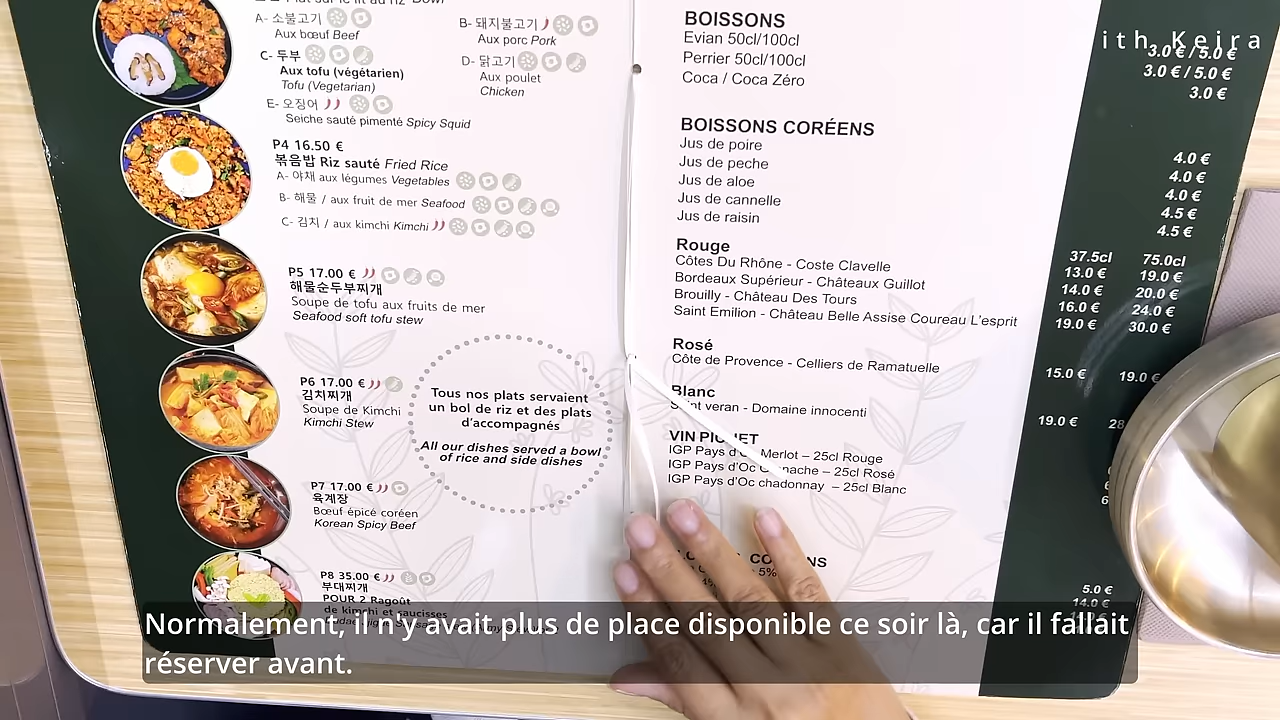 A- 소불고기
Aux bœuf Beef
B- 돼지불고기
Aux porc Pork
C- 두부
Aux tofu (végétarien)
Tofu (Vegetarian)
D- 닭고기
Aux poulet
Chicken
E- 오징어
Seiche sauté pimenté Spicy Squid
P4 16.50 €
볶음밥 Riz sauté Fried Rice
A- 야채 aux légumes Vegetables
B- 해물 / aux fruit de mer Seafood
C- 김치 / aux kimchi Kimchi
P5 17.00 €
해물순두부찌개
Soupe de tofu aux fruits de mer
Seafood soft tofu stew
P6 17.00 €
김치찌개
Soupe de Kimchi
Kimchi Stew
Tous nos plats servaient
un bol de riz et des plats
d'accompagnés
All our dishes served a bowl
of rice and side dishes
P7 17.00 €
육계장
Bœuf épicé coréen
Korean Spicy Beef
P8 35.00 €
부대찌개
POUR 2 Ragoût
de kimchi et saucisses
BOISSONS
Evian 50cl/100cl 3.0 € / 5.0 €
Perrier 50cl/100cl 3.0 € / 5.0 €
Coca / Coca Zéro 3.0 €
BOISSONS CORÉENS
Jus de poire 4.0 €
Jus de peche 4.0 €
Jus de aloe 4.0 €
Jus de cannelle 4.5 €
Jus de raisin 4.5 €
Rouge 37.5cl 75.0cl
Côtes Du Rhône - Coste Clavelle 13.0 € 19.0 €
Bordeaux Supérieur - Châteaux Guillot 14.0 € 20.0 €
Brouilly - Château Des Tours 16.0 € 24.0 €
Saint Emilion - Château Belle Assise Coureau L'esprit 19.0 € 30.0 €
Rosé
Côte de Provence - Celliers de Ramatuelle 15.0 € 19.0 €
Blanc
Saint veran - Domaine innocenti 19.0 € 28
VIN PICHET
IGP Pays d'Oc Merlot – 25cl Rouge
IGP Pays d'Oc Grenache – 25cl Rosé
IGP Pays d'Oc chadonnay – 25cl Blanc
5%
5.0 €
14.0 €
ith Keira
Normalement, il n'y avait plus de place disponible ce soir là, car il fallait
réserver avant.